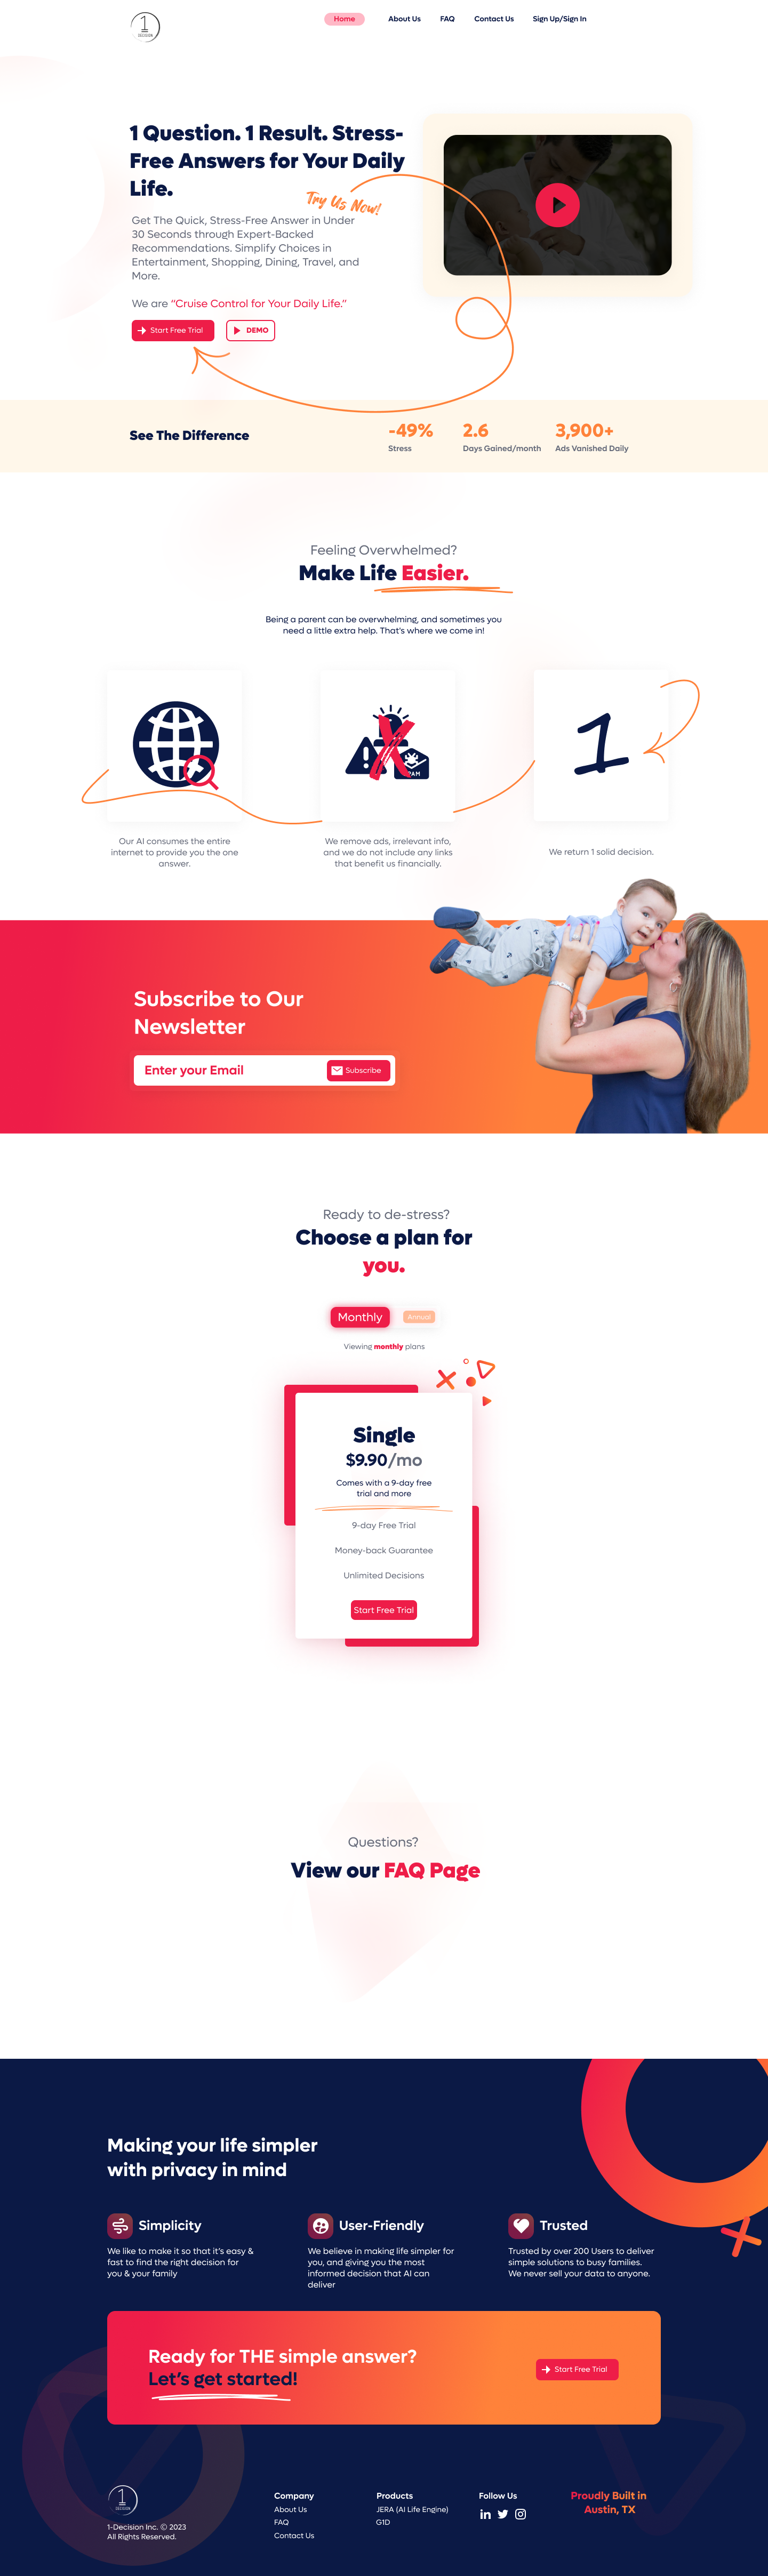 1
DECISION
Home
About Us
FAQ
Contact Us
Sign Up/Sign In
1 Question. 1 Result. Stress-
Free Answers for Your Daily
Life.
Try Us Now!
Get The Quick, Stress-Free Answer in Under
30 Seconds through Expert-Backed
Recommendations. Simplify Choices in
Entertainment, Shopping, Dining, Travel, and
More.
We are “Cruise Control for Your Daily Life.”
Start Free Trial
DEMO
See The Difference
-49%
Stress
2.6
Days Gained/month
3,900+
Ads Vanished Daily
Feeling Overwhelmed?
Make Life Easier.
Being a parent can be overwhelming, and sometimes you
need a little extra help. That's where we come in!
X
1
Our AI consumes the entire
internet to provide you the one
answer.
We remove ads, irrelevant info,
and we do not include any links
that benefit us financially.
We return 1 solid decision.
Subscribe to Our
Newsletter
Enter your Email
Subscribe
Ready to de-stress?
Choose a plan for
you.
Monthly
Annual
Viewing monthly plans
Single
$9.90/mo
Comes with a 9-day free
trial and more
9-day Free Trial
Money-back Guarantee
Unlimited Decisions
Start Free Trial
Questions?
View our FAQ Page
Making your life simpler
with privacy in mind
Simplicity
We like to make it so that it's easy &
fast to find the right decision for
you & your family
User-Friendly
We believe in making life simpler for
you, and giving you the most
informed decision that AI can
deliver
Trusted
Trusted by over 200 Users to deliver
simple solutions to busy families.
We never sell your data to anyone.
Ready for THE simple answer?
Let's get started!
Start Free Trial
1
DECISION
1-Decision Inc. © 2023
All Rights Reserved.
Company
About Us
FAQ
Contact Us
Products
JERA (AI Life Engine)
G1D
Follow Us
in
Proudly Built in
Austin, TX